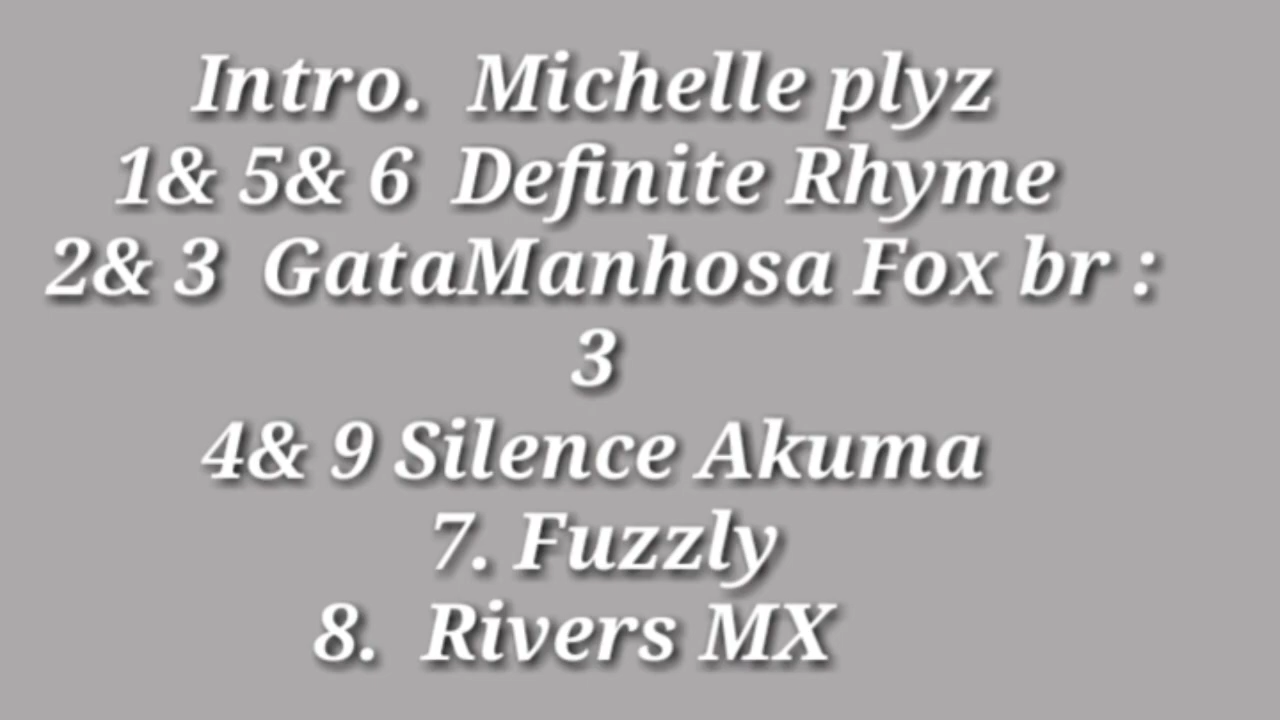 Intro. Michelle plyz
1& 5& 6 Definite Rhyme
2& 3 GataManhosa Fox br :
3
4& 9 Silence Akuma
7. Fuzzly
8. Rivers MX